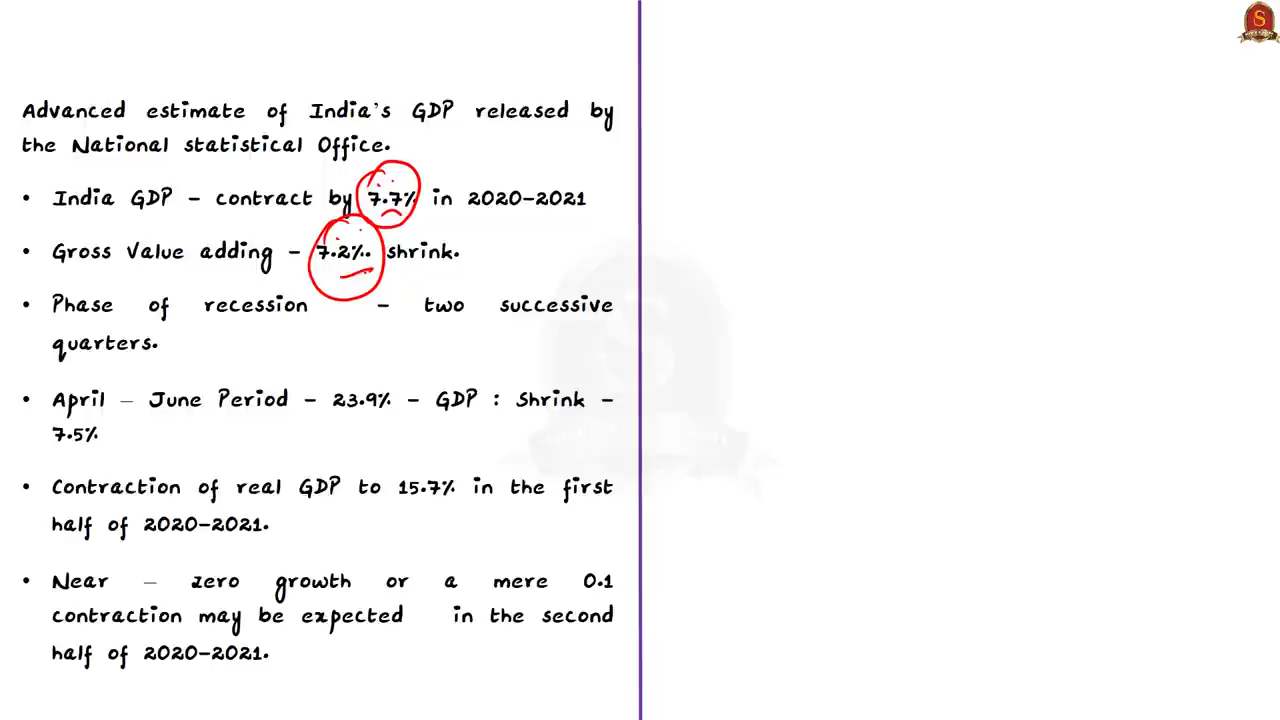 Advanced estimate of India's GDP released by
the National statistical Office.
• India GDP – contract by 7.7% in 2020-2021
• Gross Value adding – 7.2%. shrink.
• Phase of recession – two successive
quarters.
• April – June Period – 23.9% – GDP : Shrink –
7.5%
• Contraction of real GDP to 15.7% in the first
half of 2020-2021.
• Near – zero growth or a mere 0.1
contraction may be expected in the second
half of 2020-2021.
S